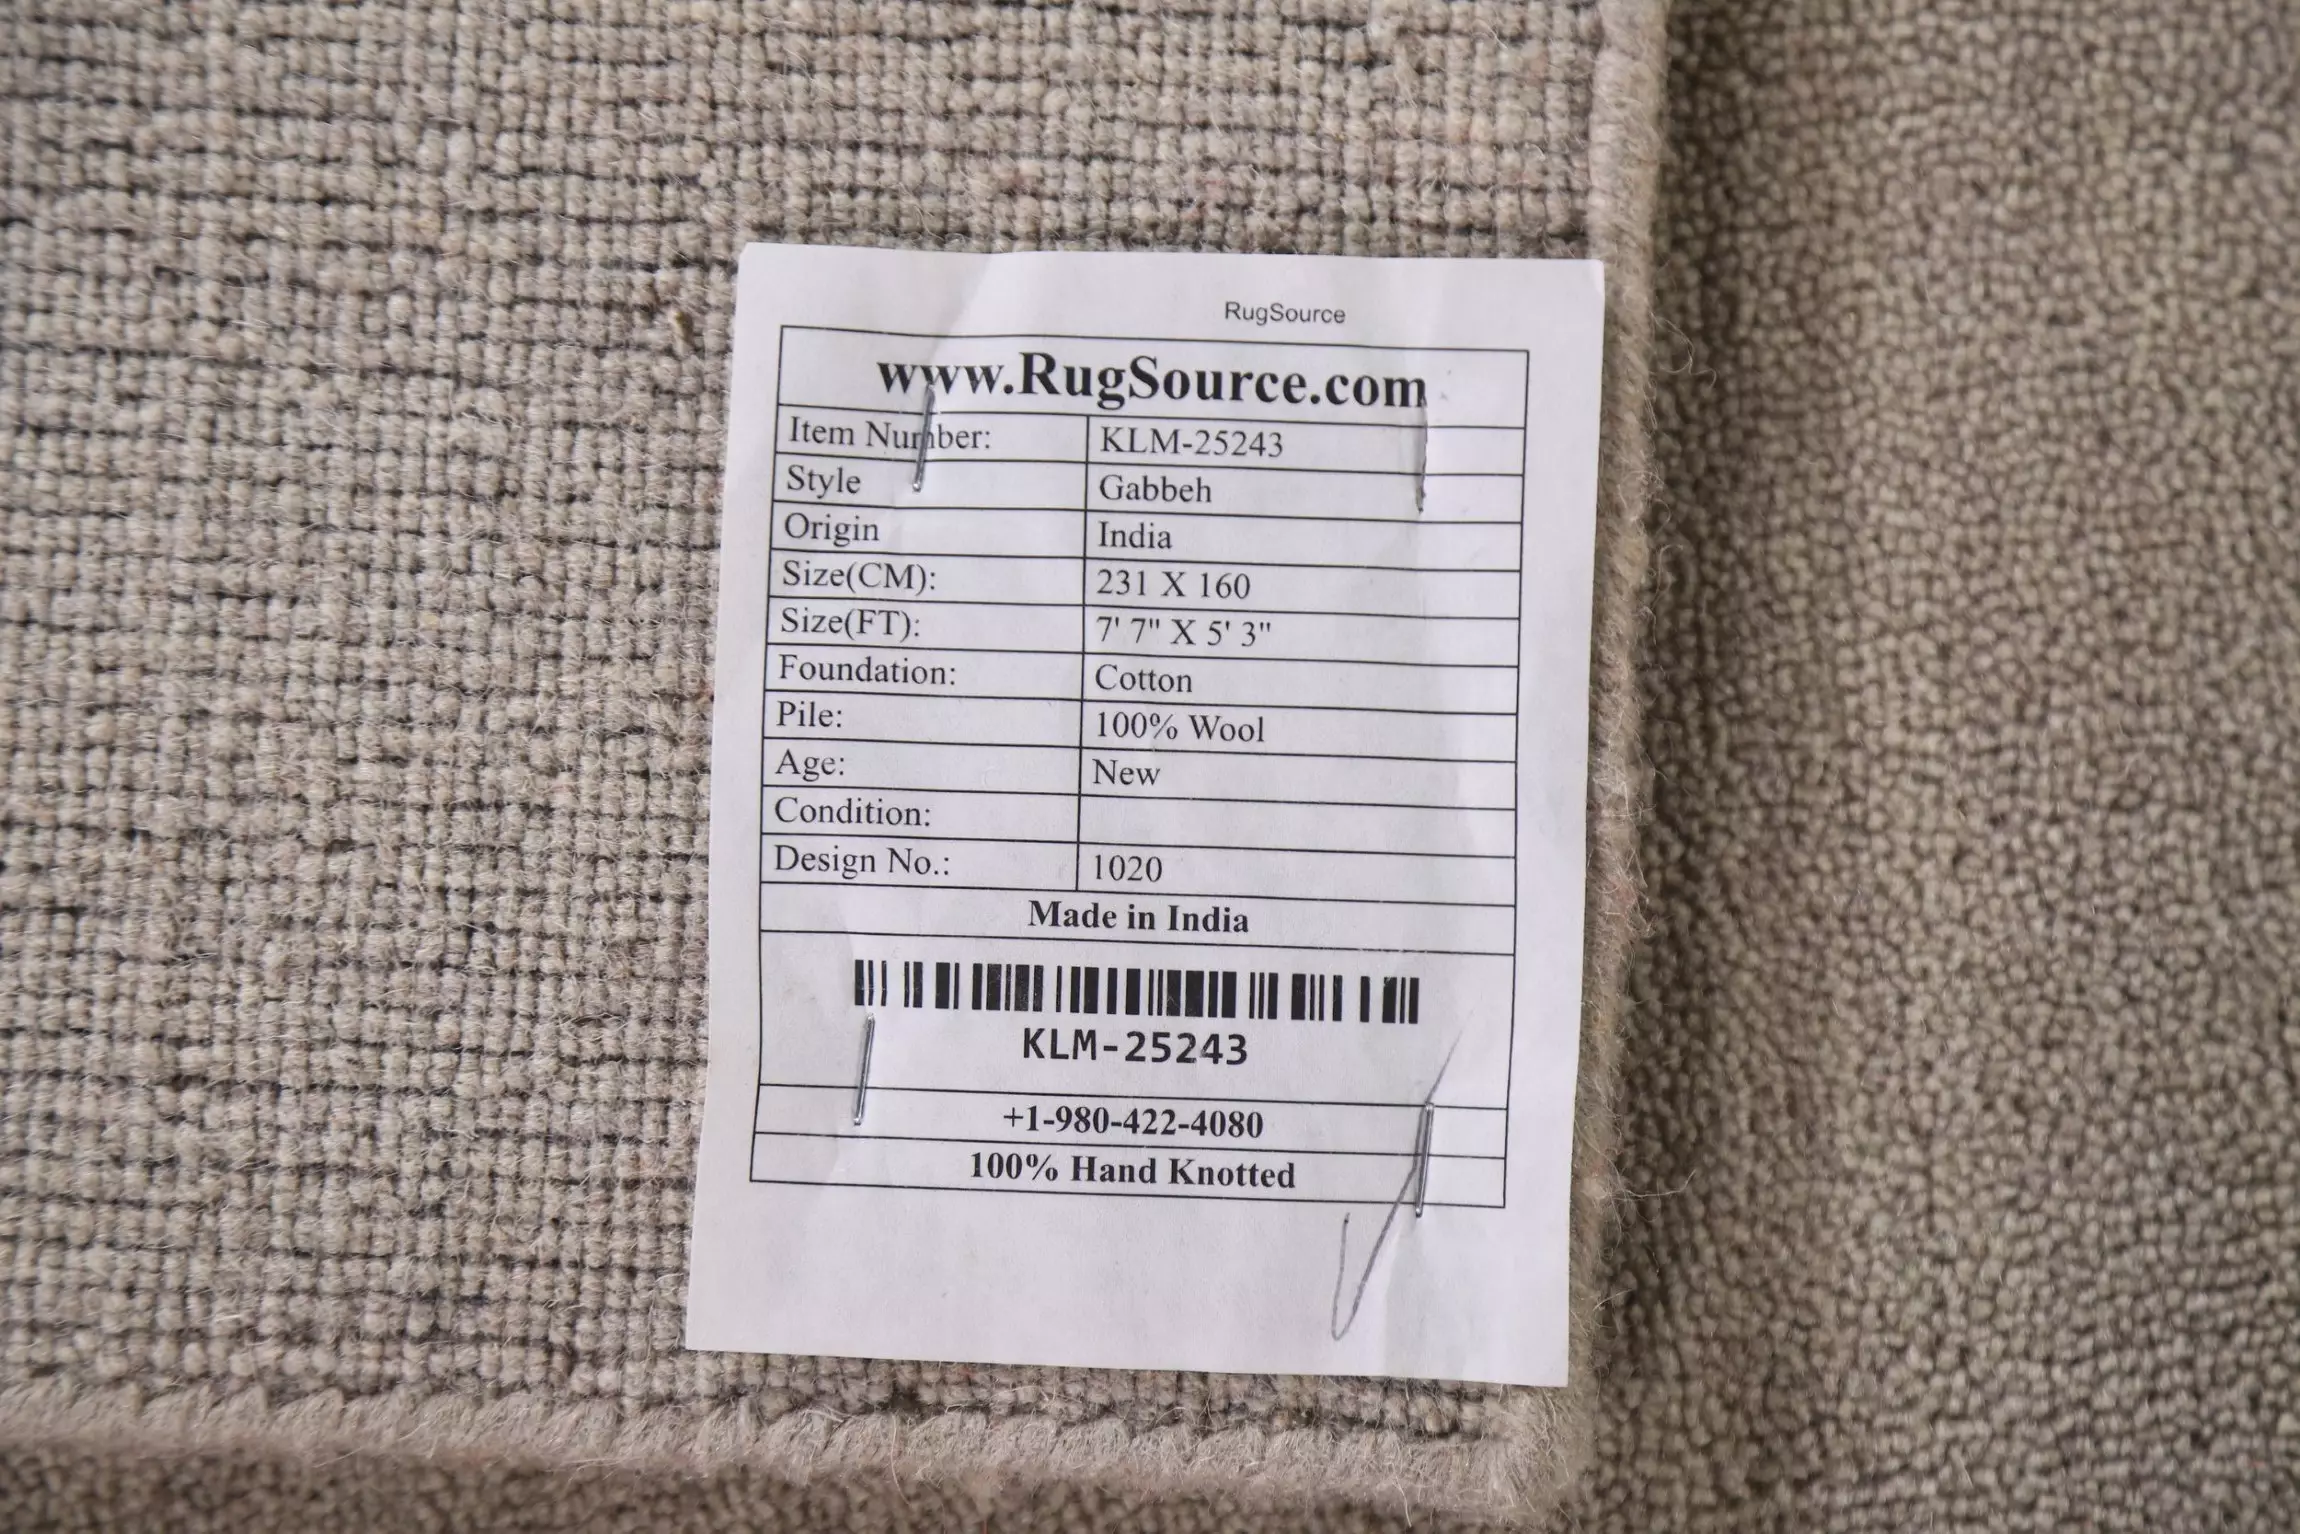 RugSource
www.RugSource.com
Item Number: KLM-25243
Style Gabbeh
Origin India
Size(CM): 231 X 160
Size(FT): 7' 7" X 5' 3"
Foundation: Cotton
Pile: 100% Wool
Age: New
Condition:
Design No.: 1020
Made in India
KLM-25243
+1-980-422-4080
100% Hand Knotted